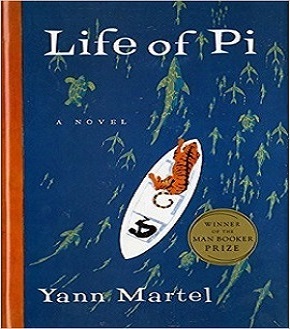 Life of Pi
A NOVEL
WINNER
OF THE
MAN BOOKER
PRIZE
Yann Martel